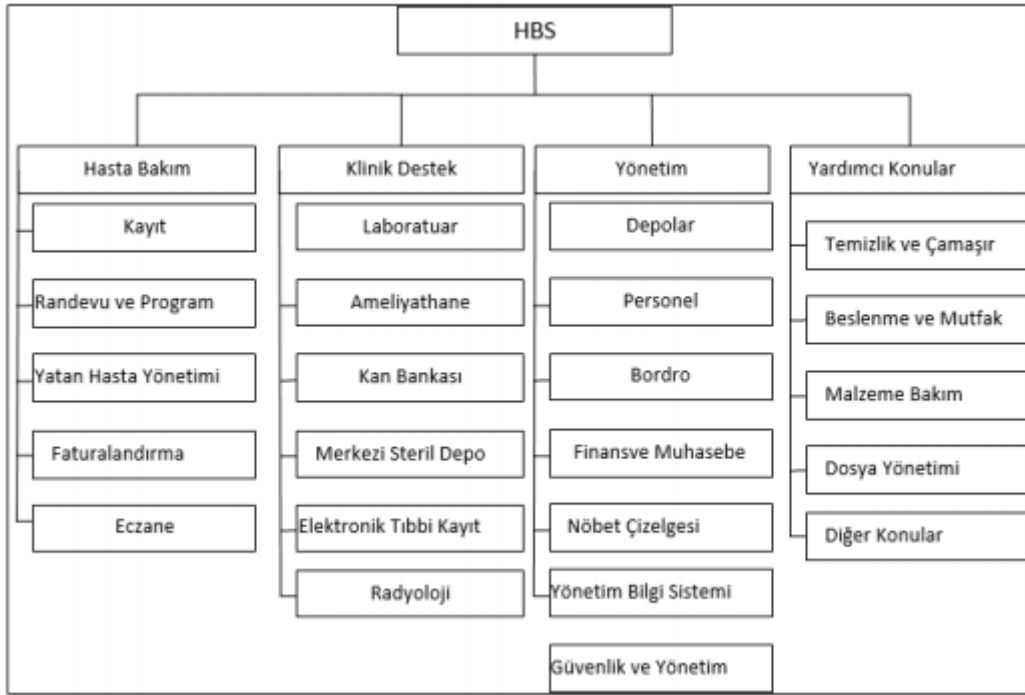 HBS
Hasta Bakım
Kayıt
Randevu ve Program
Yatan Hasta Yönetimi
Faturalandırma
Eczane
Klinik Destek
Laboratuar
Ameliyathane
Kan Bankası
Merkezi Steril Depo
Elektronik Tıbbi Kayıt
Radyoloji
Yönetim
Depolar
Personel
Bordro
Finansve Muhasebe
Nöbet Çizelgesi
Yönetim Bilgi Sistemi
Güvenlik ve Yönetim
Yardımcı Konular
Temizlik ve Çamaşır
Beslenme ve Mutfak
Malzeme Bakım
Dosya Yönetimi
Diğer Konular